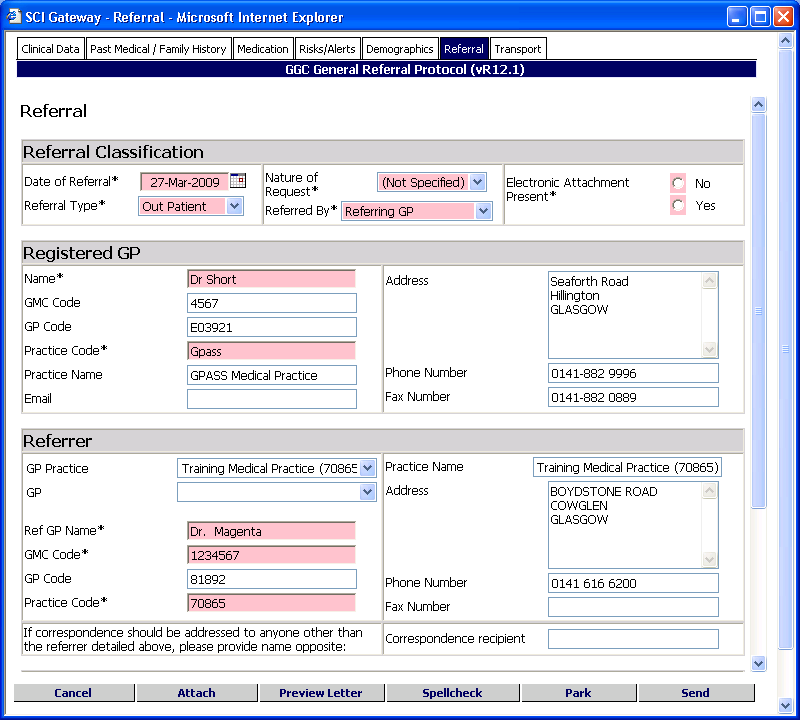 SCI Gateway - Referral - Microsoft Internet Explorer
Clinical Data Past Medical / Family History Medication Risks/Alerts Demographics Referral Transport
GGC General Referral Protocol (vR12.1)
Referral
Referral Classification
Date of Referral* 27-Mar-2009
Referral Type* Out Patient
Nature of
Request* (Not Specified)
Referred By* Referring GP
Electronic Attachment
Present*
No
Yes
Registered GP
Name* Dr Short
GMC Code 4567
GP Code E03921
Practice Code* Gpass
Practice Name GPASS Medical Practice
Email
Address
Seaforth Road
Hillington
GLASGOW
Phone Number 0141-882 9996
Fax Number 0141-882 0889
Referrer
GP Practice Training Medical Practice (70865
GP
Ref GP Name* Dr. Magenta
GMC Code* 1234567
GP Code 81892
Practice Code* 70865
Practice Name Training Medical Practice (70865)
Address
BOYDSTONE ROAD
COWGLEN
GLASGOW
Phone Number 0141 616 6200
Fax Number
If correspondence should be addressed to anyone other than
the referrer detailed above, please provide name opposite:
Correspondence recipient
Cancel Attach Preview Letter Spellcheck Park Send